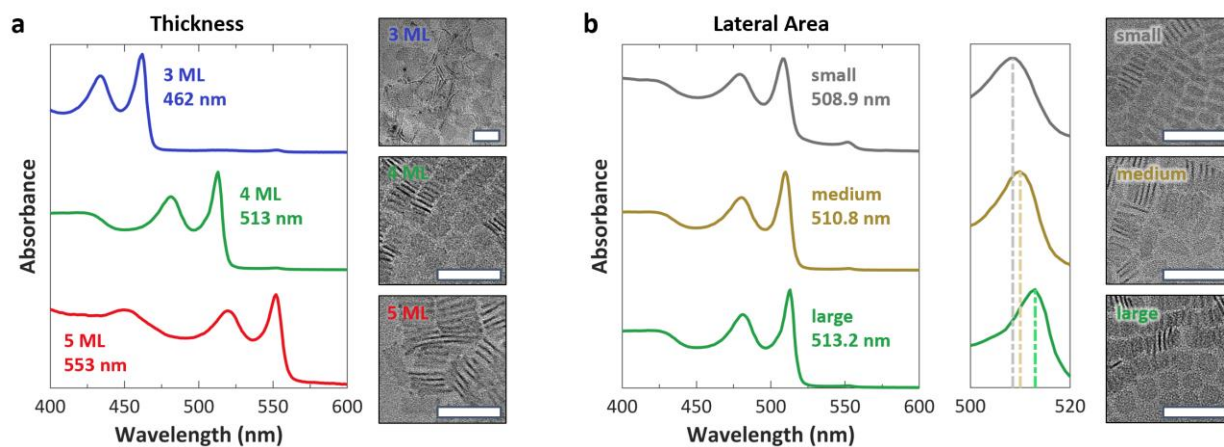 a
Thickness
Absorbance
3 ML
462 nm
4 ML
513 nm
5 ML
553 nm
400
450
500
550
600
Wavelength (nm)
3 ML
4 ML
5 ML
b
Lateral Area
Absorbance
small
508.9 nm
medium
510.8 nm
large
513.2 nm
400
450
500
550
600
Wavelength (nm)
500
520
small
medium
large